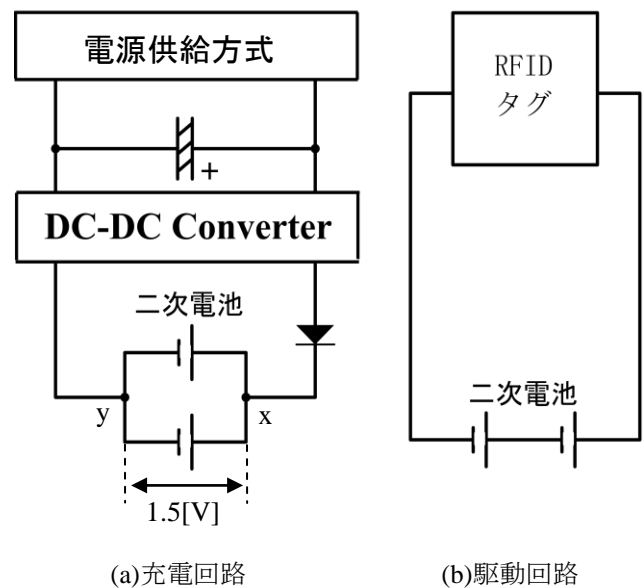 電源供給方式
+
DC-DC Converter
二次電池
y
x
1.5[V]
(a)充電回路
RFID
タグ
二次電池
(b)駆動回路